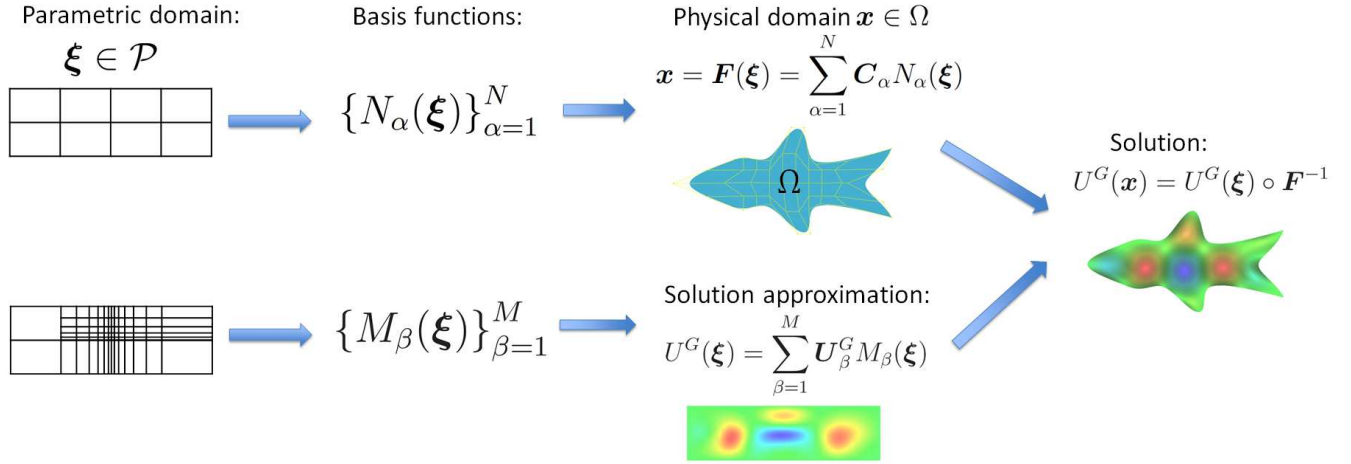 Parametric domain:
𝝃 ∈ 𝒫
Basis functions:
{N_α(𝝃)}_{α=1}^{N}
Physical domain 𝒙 ∈ Ω
𝒙 = 𝑭(𝝃) = ∑_{α=1}^{N} 𝑪_α N_α(𝝃)
Ω
{M_β(𝝃)}_{β=1}^{M}
Solution approximation:
U^G(𝝃) = ∑_{β=1}^{M} 𝑼_β^G M_β(𝝃)
Solution:
U^G(𝒙) = U^G(𝝃) ∘ 𝑭^{-1}